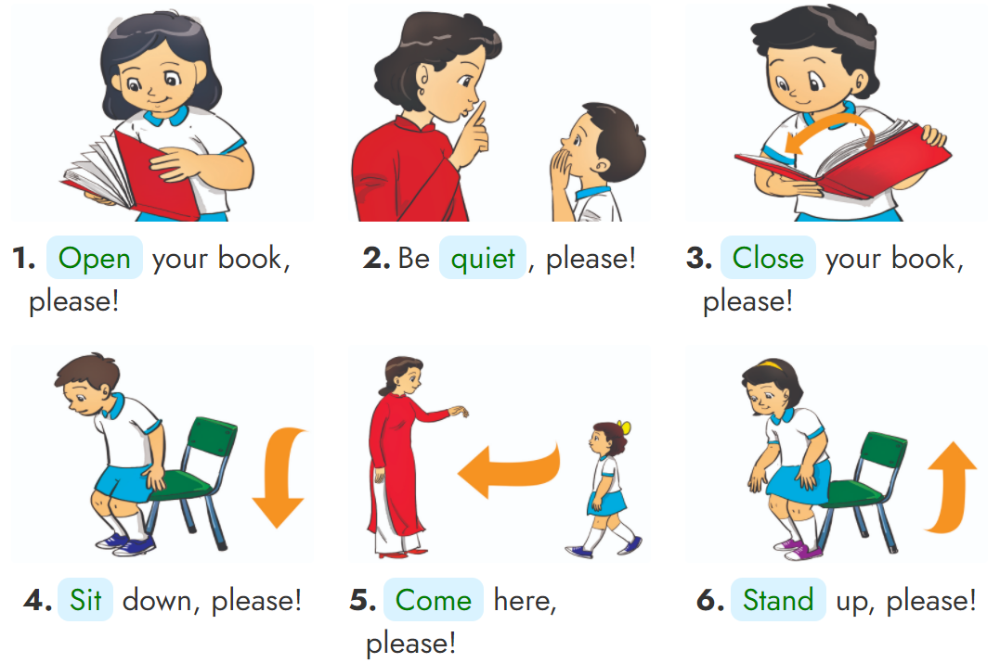 1. Open your book,
please!
2. Be quiet, please!
3. Close your book,
please!
4. Sit down, please!
5. Come here,
please!
6. Stand up, please!